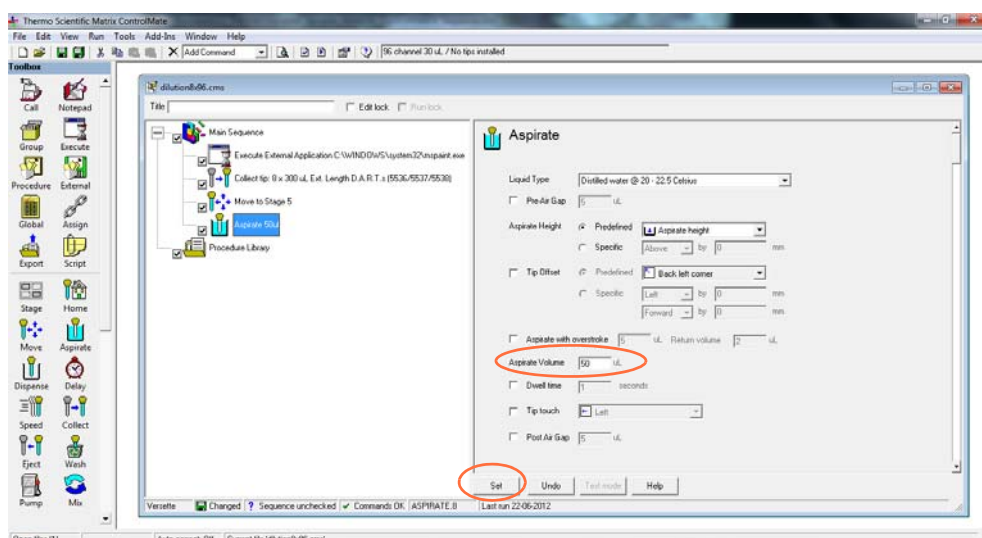 Thermo Scientific Matrix ControlMate
File Edit View Run Tools Add-Ins Window Help
Add Command 96 channel 30 uL / No tips installed
Toolbox
Call Notepad
Group Execute
Procedure External
Global Assign
Export Script
Stage Home
Move Aspirate
Dispense Delay
Speed Collect
Eject Wash
Pump Mix
dilution8x96.cms
Title Edit lock Run lock
Main Sequence
Execute External Application C:\WINDOWS\system32\mspaint.exe
Collect tip: 8 x 300 uL Ext. Length D.A.R.T.s (5536/5537/5538)
Move to Stage 5
Aspirate 50ul
Procedure Library
Aspirate
Liquid Type Distilled water @ 20 - 22.5 Celsius
Pre-Air Gap 5 uL
Aspirate Height Predefined Aspirate height
Specific Above by 0 mm
Tip Offset Predefined Back left corner
Specific Left by 0 mm
Forward by 0 mm
Aspirate with overstroke 5 uL Return volume 2 uL
Aspirate Volume 50 uL
Dwell time 1 seconds
Tip touch Left
Post Air Gap 5 uL
Set Undo Test mode Help
Versette Changed ? Sequence unchecked Commands OK ASPIRATE.8 Last run 22-06-2012